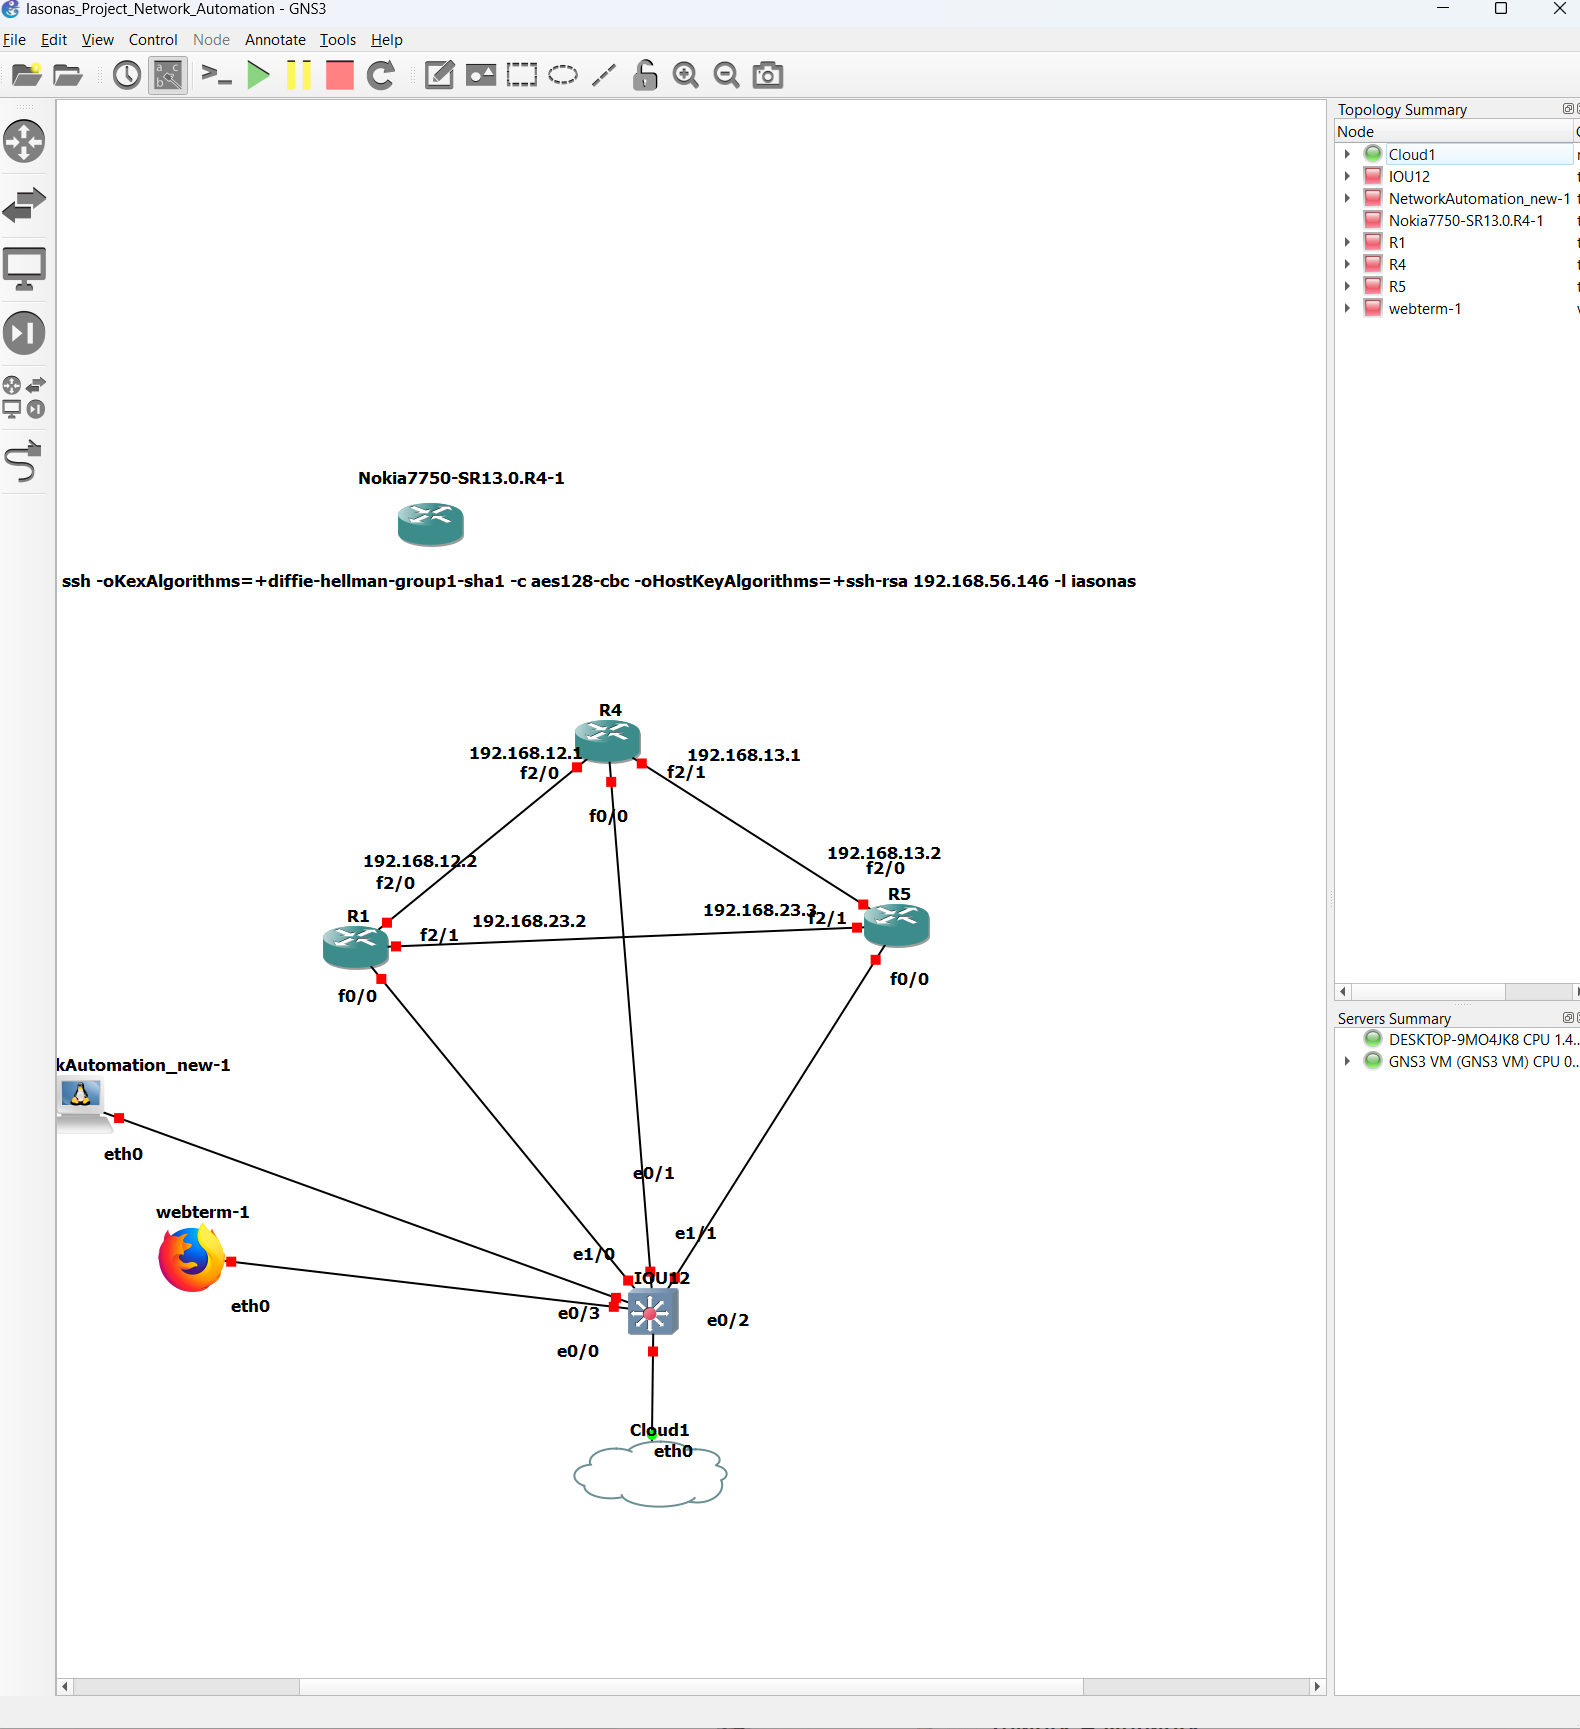 Iasonas_Project_Network_Automation - GNS3
File Edit View Control Node Annotate Tools Help
Topology Summary
Node
Cloud1
IOU12
NetworkAutomation_new-1
Nokia7750-SR13.0.R4-1
R1
R4
R5
webterm-1
Nokia7750-SR13.0.R4-1
ssh -oKexAlgorithms=+diffie-hellman-group1-sha1 -c aes128-cbc -oHostKeyAlgorithms=+ssh-rsa 192.168.56.146 -l iasonas
R4
192.168.12.1
192.168.13.1
f2/0
f2/1
f0/0
192.168.12.2
192.168.13.2
f2/0
f2/0
R5
R1
192.168.23.2
192.168.23.3
f2/1
f2/1
f0/0
f0/0
kAutomation_new-1
eth0
e0/1
webterm-1
e1/1
e1/0
IOU12
eth0
e0/3
e0/2
e0/0
Cloud1
eth0
Servers Summary
DESKTOP-9MO4JK8 CPU 1.4..
GNS3 VM (GNS3 VM) CPU 0..